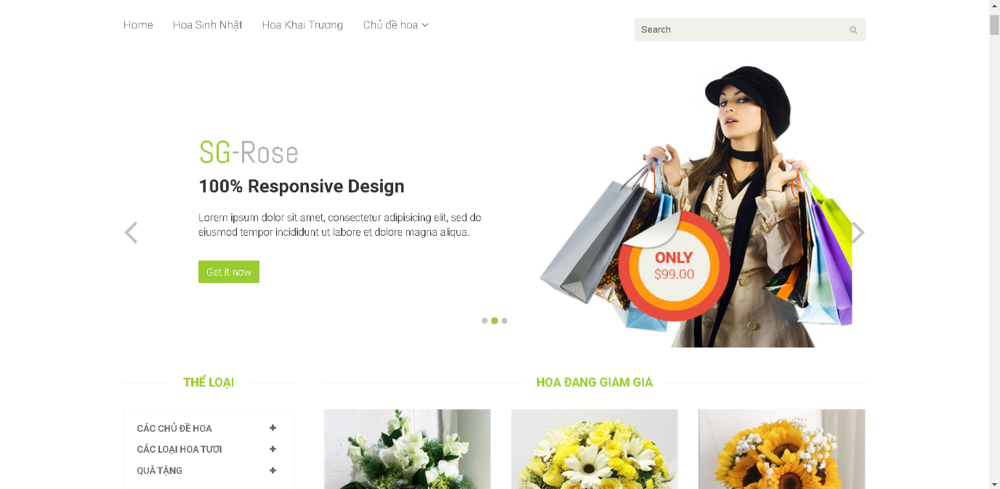 Home Hoa Sinh Nhật Hoa Khai Trương Chủ đề hoa
Search
SG-Rose
100% Responsive Design
Lorem ipsum dolor sit amet, consectetur adipisicing elit, sed do
eiusmod tempor incididunt ut labore et dolore magna aliqua.
Get it now
ONLY
$99.00
THỂ LOẠI
HOA ĐANG GIẢM GIÁ
CÁC CHỦ ĐỀ HOA
CÁC LOẠI HOA TƯƠI
QUÀ TẶNG